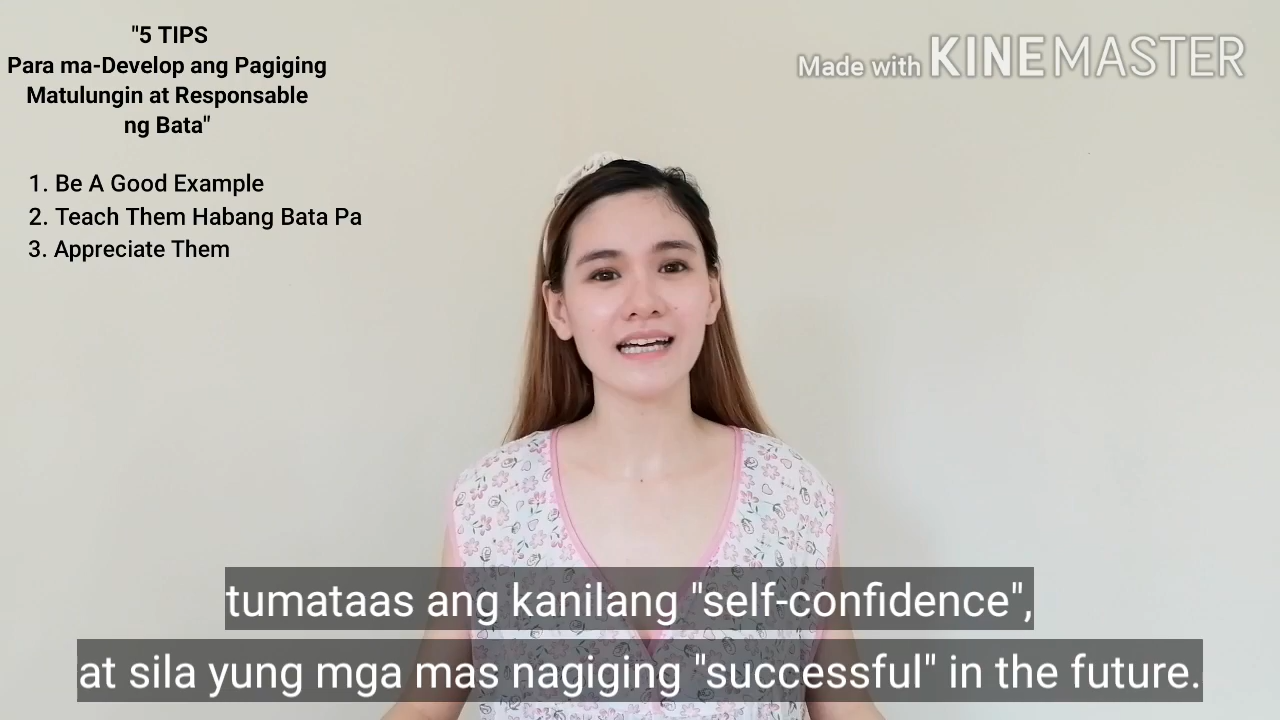 "5 TIPS
Para ma-Develop ang Pagiging
Matulungin at Responsable
ng Bata"
1. Be A Good Example
2. Teach Them Habang Bata Pa
3. Appreciate Them
Made with KINEMASTER
tumataas ang kanilang "self-confidence",
at sila yung mga mas nagiging "successful" in the future.